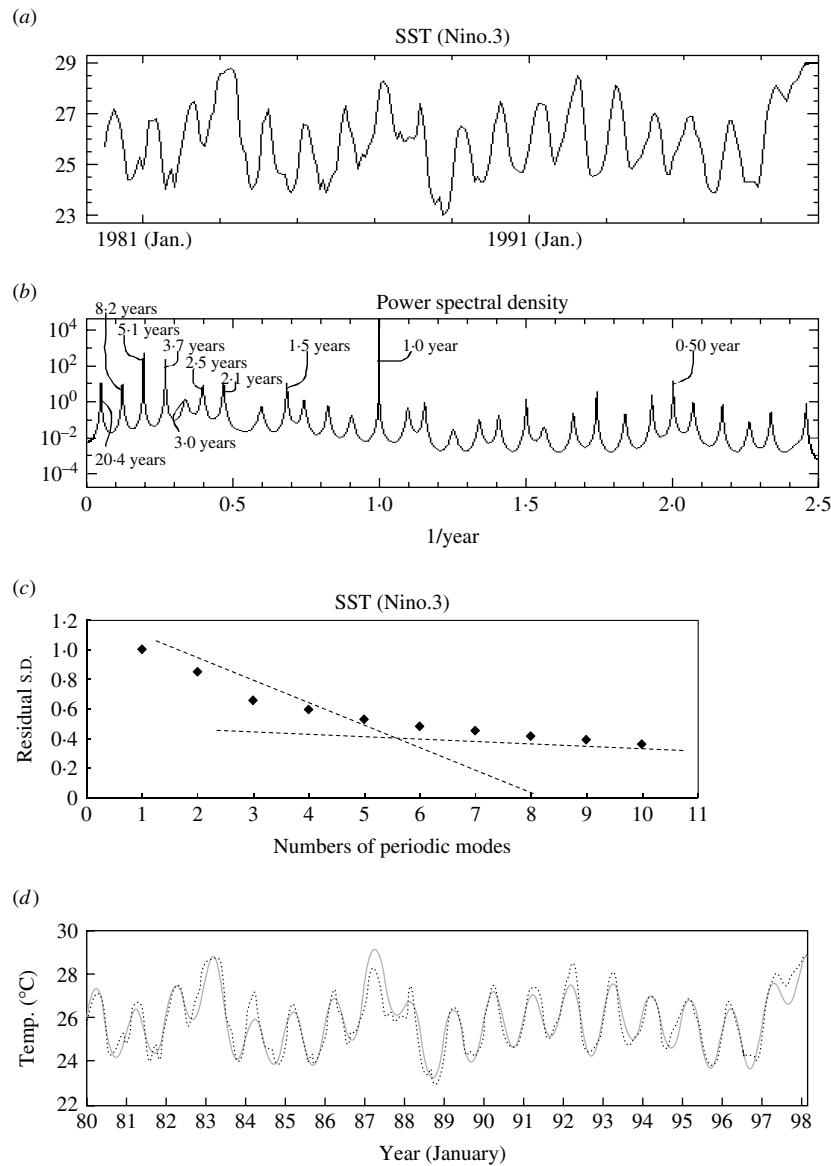 (a)
SST (Nino.3)
29
27
25
23
1981 (Jan.)
1991 (Jan.)
(b)
Power spectral density
8·2 years
5·1 years
3·7 years
2·5 years
2·1 years
1·5 years
1·0 year
0·50 year
3·0 years
20·4 years
10^4
10^2
10^0
10^−2
10^−4
0 0·5 1·0 1·5 2·0 2·5
1/year
(c)
SST (Nino.3)
Residual S.D.
1·2
1·0
0·8
0·6
0·4
0·2
0
0 1 2 3 4 5 6 7 8 9 10 11
Numbers of periodic modes
(d)
Temp. (°C)
30
28
26
24
22
80 81 82 83 84 85 86 87 88 89 90 91 92 93 94 95 96 97 98
Year (January)